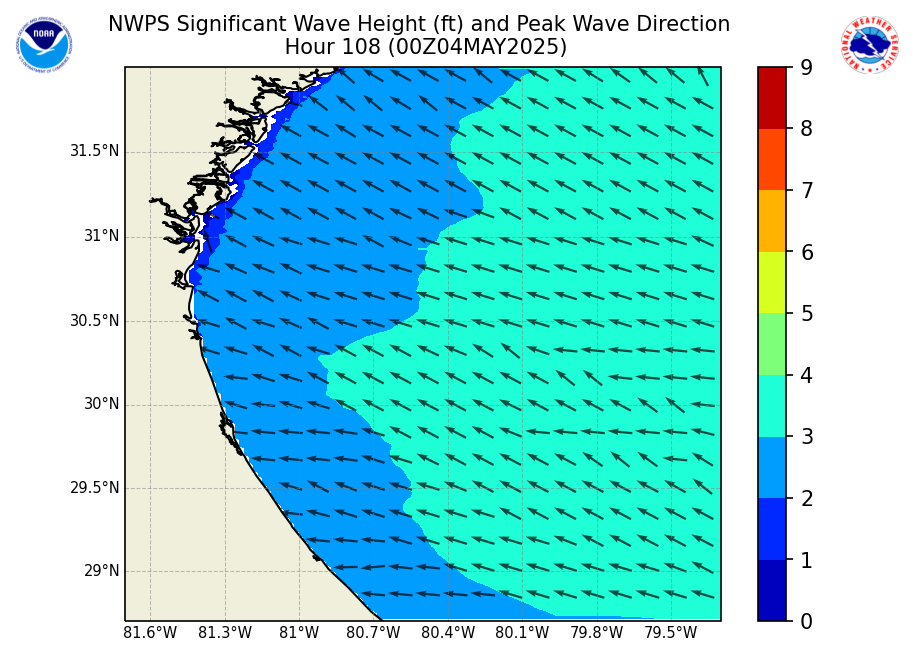 NWPS Significant Wave Height (ft) and Peak Wave Direction
Hour 108 (00Z04MAY2025)
NOAA
NATIONAL WEATHER SERVICE
31.5°N
31°N
30.5°N
30°N
29.5°N
29°N
81.6°W 81.3°W 81°W 80.7°W 80.4°W 80.1°W 79.8°W 79.5°W
9
8
7
6
5
4
3
2
1
0